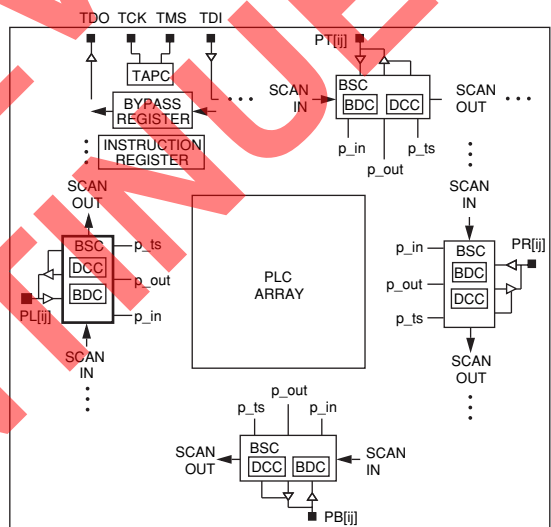 TDO TCK TMS TDI
PT[ij]
TAPC
SCAN
IN
BSC
BDC DCC
SCAN
OUT
BYPASS
REGISTER
p_in
p_ts
p_out
INSTRUCTION
REGISTER
SCAN
OUT
SCAN
IN
BSC
DCC
BDC
p_ts
p_out
p_in
PL[ij]
SCAN
IN
PLC
ARRAY
p_in
p_out
p_ts
BSC
BDC
DCC
PR[ij]
SCAN
OUT
p_out
p_ts
p_in
SCAN
OUT
BSC
DCC BDC
SCAN
IN
PB[ij]